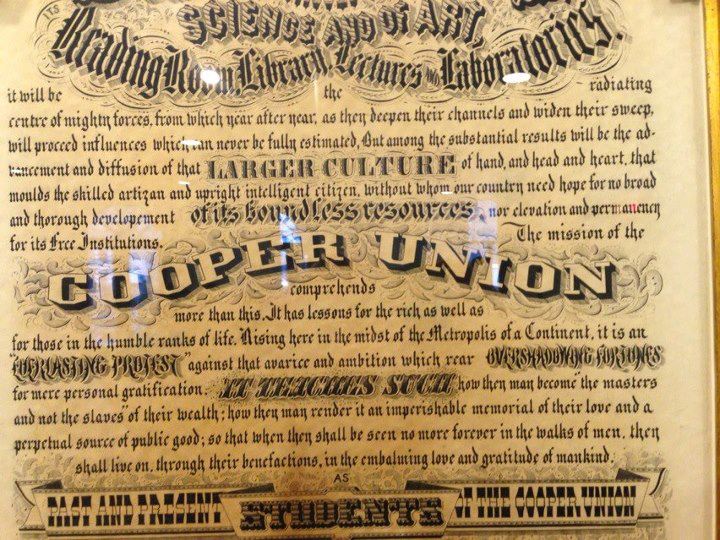 ITS
SCIENCE AND OF ART,
Reading Room, Library, Lectures AND Laboratories.
it will be the radiating
centre of mighty forces, from which year after year, as they deepen their channels and widen their sweep,
will proceed influences which can never be fully estimated. But among the substantial results will be the ad-
vancement and diffusion of that LARGER CULTURE of hand, and head and heart, that
moulds the skilled artizan and upright intelligent citizen, without whom our country need hope for no broad
and thorough developement of its boundless resources, nor elevation and permanency
for its Free Institutions. The mission of the
COOPER UNION
comprehends
more than this. It has lessons for the rich as well as
for those in the humble ranks of life. Rising here in the midst of the Metropolis of a Continent, it is an
"EVERLASTING PROTEST" against that avarice and ambition which rear OVERSHADOWING FORTUNES
for mere personal gratification. IT TEACHES SUCH how they may become "the masters
and not the slaves" of their wealth; how they may render it an imperishable memorial of their love and a
perpetual source of public good; so that when they shall be seen no more forever in the walks of men, they
shall live on, through their benefactions, in the embalming love and gratitude of mankind.
AS
PAST AND PRESENT STUDENTS OF THE COOPER UNION